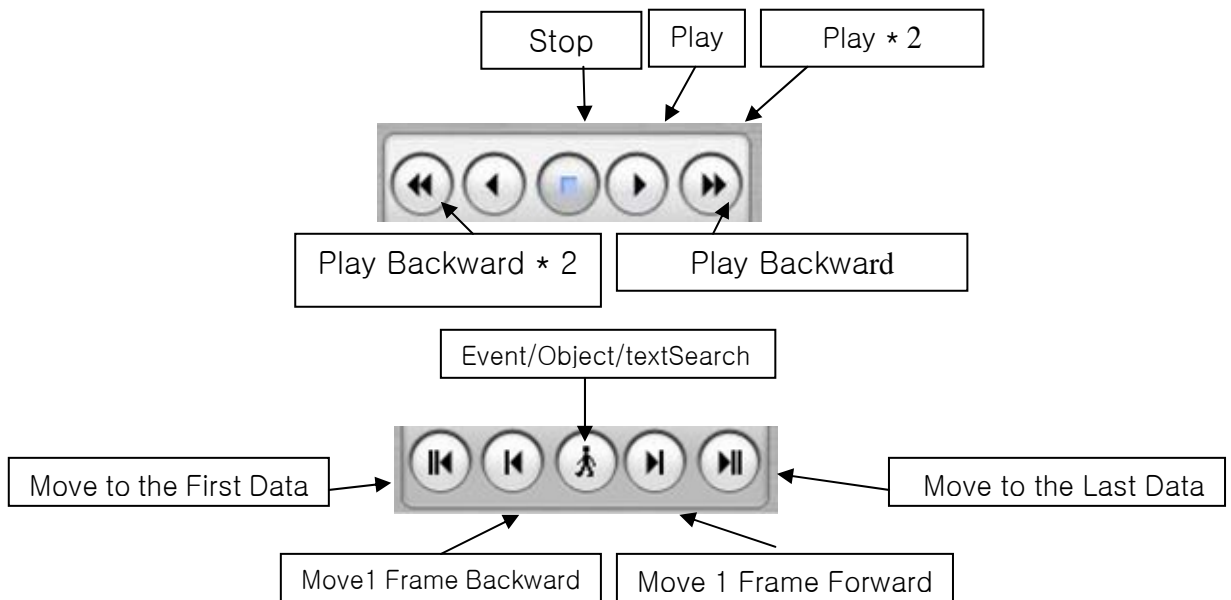 Stop
Play
Play * 2
Play Backward * 2
Play Backward
Event/Object/textSearch
Move to the First Data
Move to the Last Data
Move1 Frame Backward
Move 1 Frame Forward